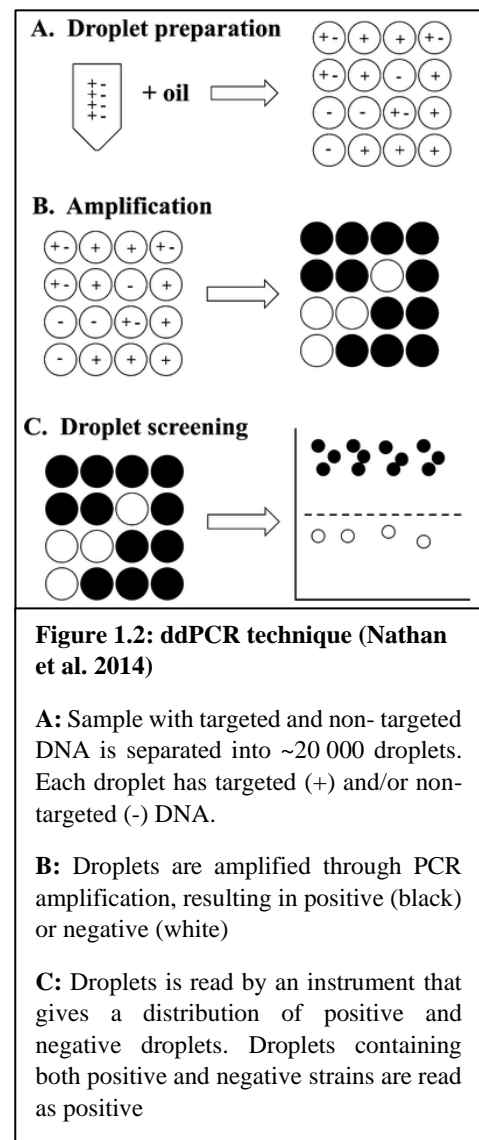 A. Droplet preparation
+ -
+ -
+ -
+ -
+ oil
+- + + +-
+- + - +
- - +- +
- + + +
B. Amplification
+- + + +-
+- + - +
- - +- +
- + + +
C. Droplet screening
Figure 1.2: ddPCR technique (Nathan
et al. 2014)
A: Sample with targeted and non- targeted
DNA is separated into ~20 000 droplets.
Each droplet has targeted (+) and/or non-
targeted (-) DNA.
B: Droplets are amplified through PCR
amplification, resulting in positive (black)
or negative (white)
C: Droplets is read by an instrument that
gives a distribution of positive and
negative droplets. Droplets containing
both positive and negative strains are read
as positive